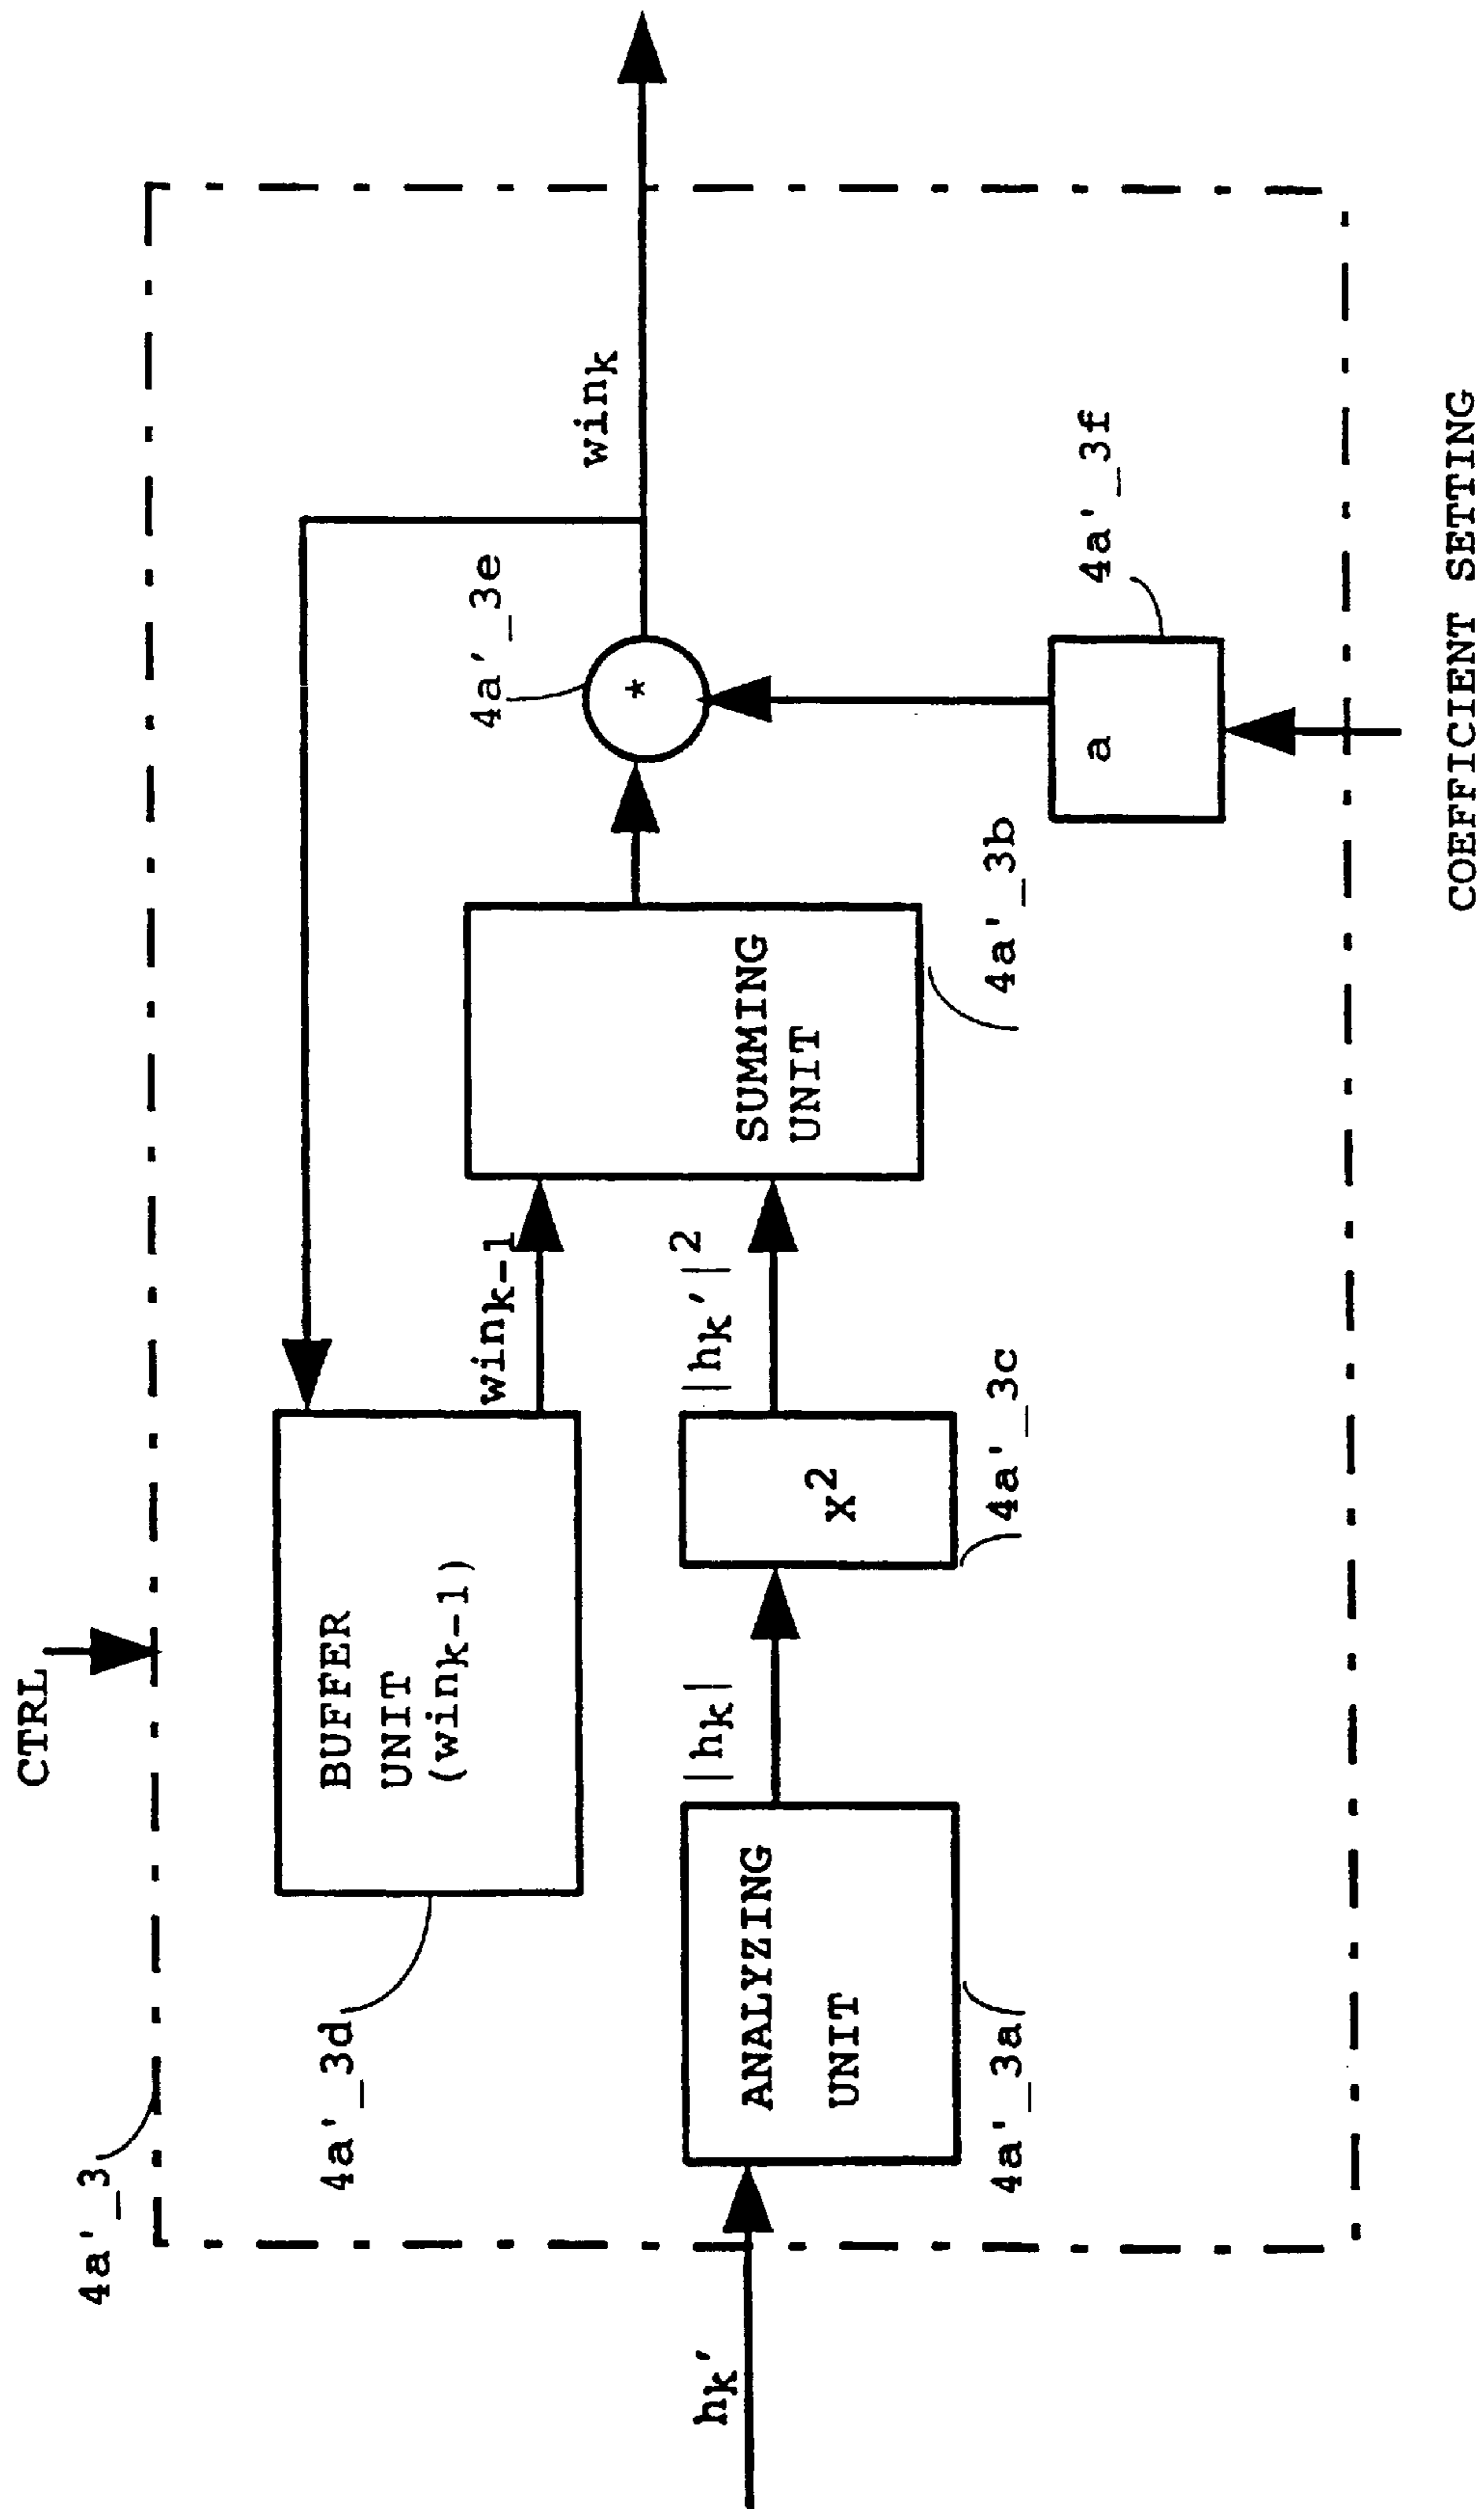 CTRL
4a'_3
4a'_3d
BUFFER
UNIT
(wink-1)
wink-1
4a'_3e
wink
hk'
ANALYZING
UNIT
4a'_3a
|hk|
x²
4a'_3c
|hk'|²
SUMMING
UNIT
4a'_3b
*
a
4a'_3f
COEFFICIENT SETTING